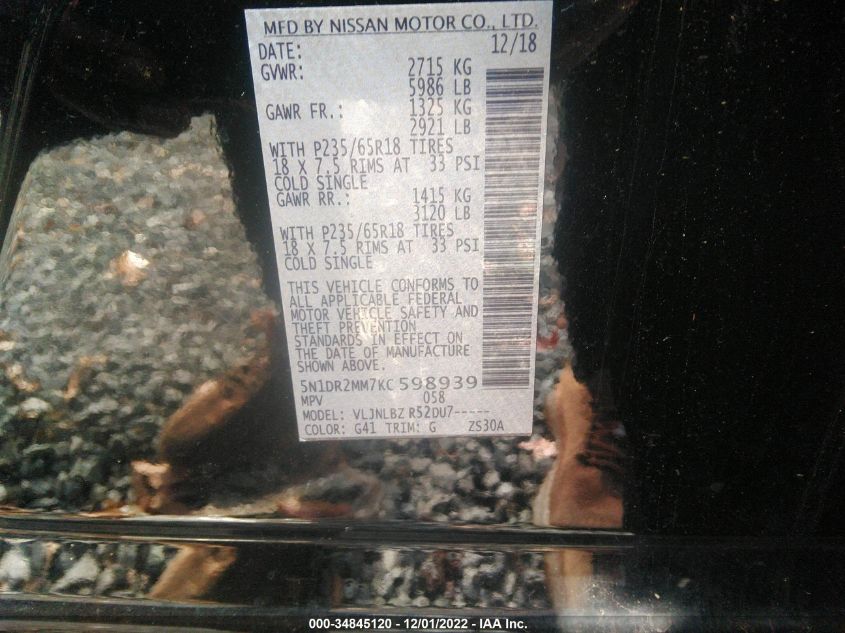 MFD BY NISSAN MOTOR CO., LTD.
DATE: 12/18
GVWR: 2715 KG
5986 LB
GAWR FR.: 1325 KG
2921 LB
WITH P235/65R18 TIRES
18 X 7.5 RIMS AT 33 PSI
COLD SINGLE
GAWR RR.: 1415 KG
3120 LB
WITH P235/65R18 TIRES
18 X 7.5 RIMS AT 33 PSI
COLD SINGLE
THIS VEHICLE CONFORMS TO
ALL APPLICABLE FEDERAL
MOTOR VEHICLE SAFETY AND
THEFT PREVENTION
STANDARDS IN EFFECT ON
THE DATE OF MANUFACTURE
SHOWN ABOVE.
5N1DR2MM7KC598939
MPV 058
MODEL: VLJNLBZ R52DU7-----
COLOR: G41 TRIM: G ZS30A
000-34845120 - 12/01/2022 - IAA Inc.